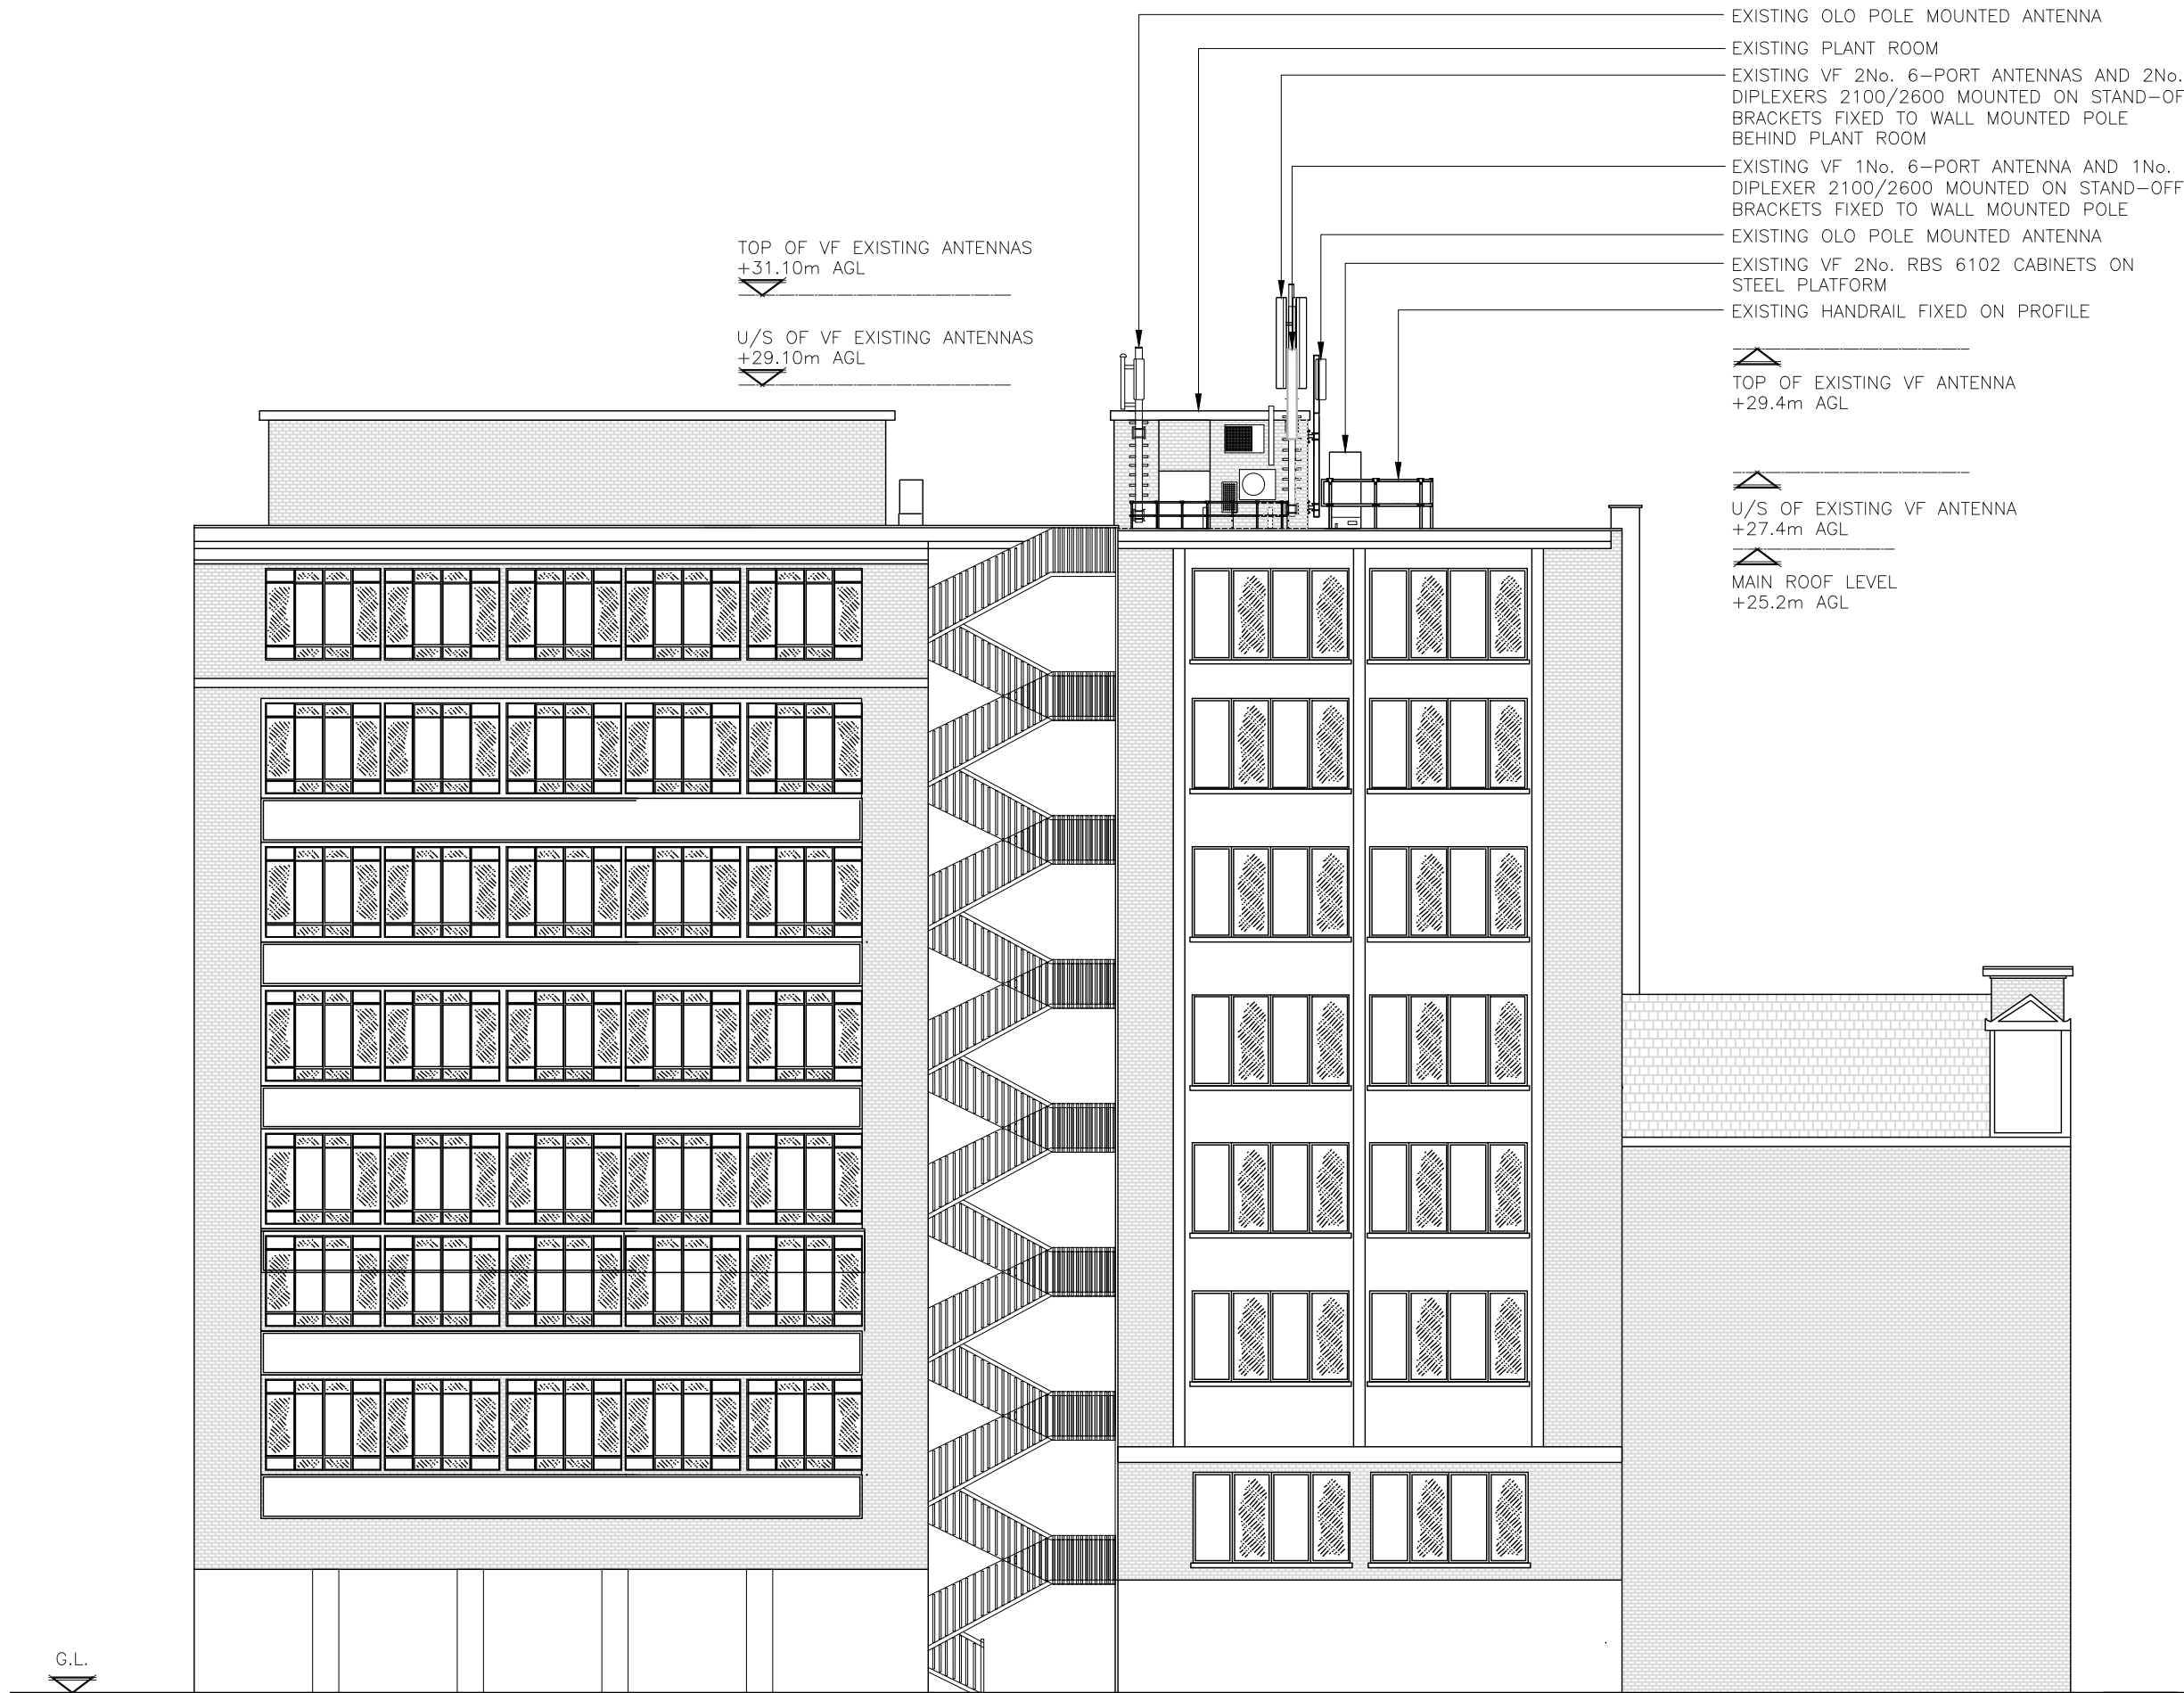 EXISTING OLO POLE MOUNTED ANTENNA
EXISTING PLANT ROOM
EXISTING VF 2No. 6-PORT ANTENNAS AND 2No.
DIPLEXERS 2100/2600 MOUNTED ON STAND-OF
BRACKETS FIXED TO WALL MOUNTED POLE
BEHIND PLANT ROOM
EXISTING VF 1No. 6-PORT ANTENNA AND 1No.
DIPLEXER 2100/2600 MOUNTED ON STAND-OFF
BRACKETS FIXED TO WALL MOUNTED POLE
EXISTING OLO POLE MOUNTED ANTENNA
EXISTING VF 2No. RBS 6102 CABINETS ON
STEEL PLATFORM
EXISTING HANDRAIL FIXED ON PROFILE
TOP OF VF EXISTING ANTENNAS
+31.10m AGL
U/S OF VF EXISTING ANTENNAS
+29.10m AGL
TOP OF EXISTING VF ANTENNA
+29.4m AGL
U/S OF EXISTING VF ANTENNA
+27.4m AGL
MAIN ROOF LEVEL
+25.2m AGL
G.L.